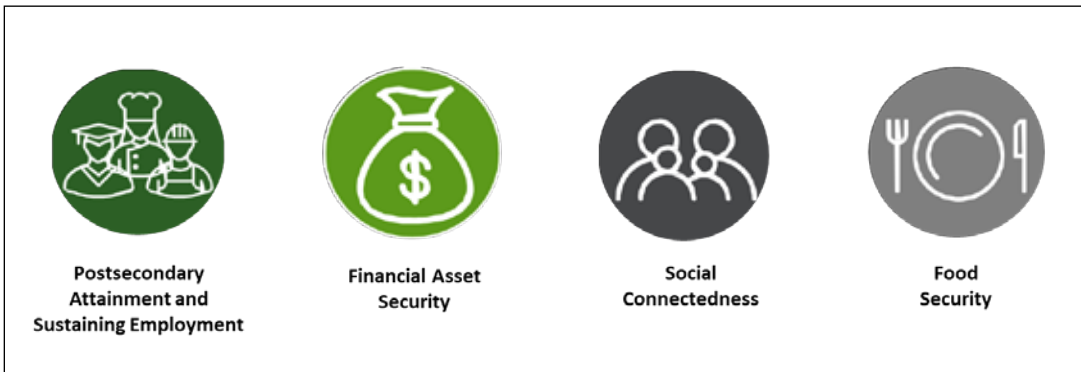 $
Postsecondary
Attainment and
Sustaining Employment
Financial Asset
Security
Social
Connectedness
Food
Security